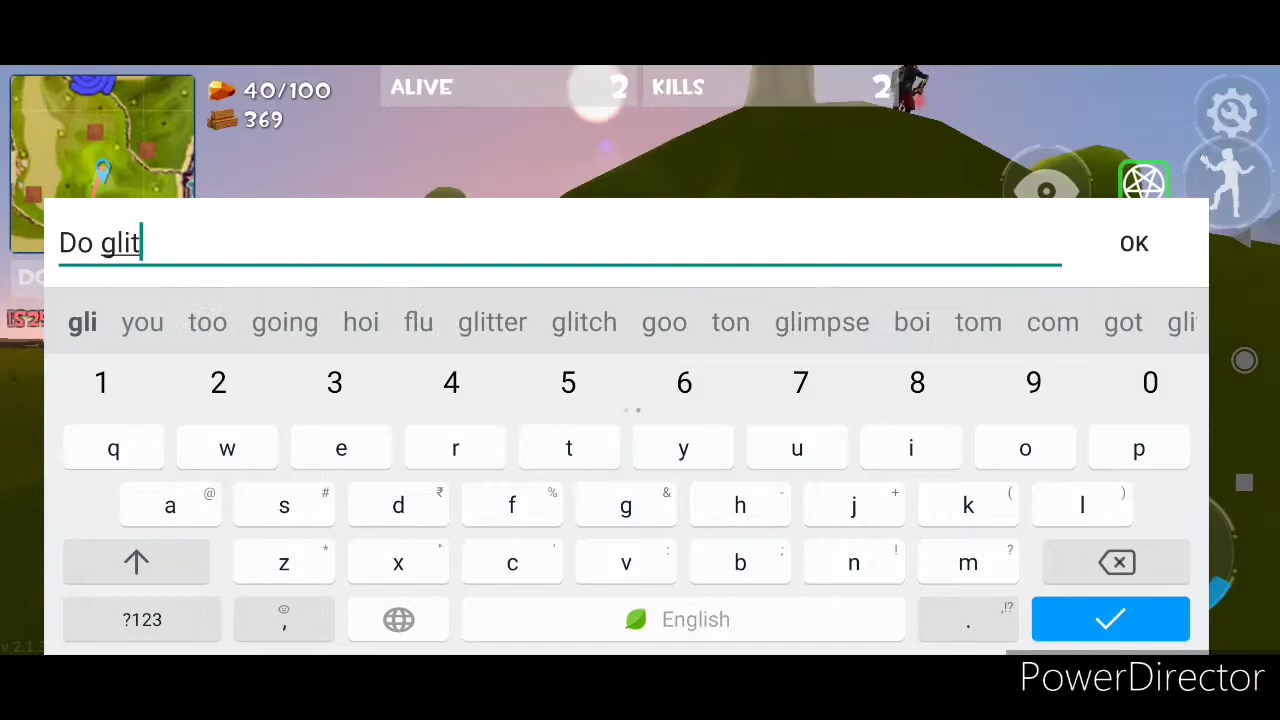 40/100
369
ALIVE 2 KILLS 2
Do glit
OK
gli you too going hoi flu glitter glitch goo ton glimpse boi tom com got gli
1 2 3 4 5 6 7 8 9 0
q w e r t y u i o p
a @ s # d ₹ f % g & h - j + k ( l )
z * x " c ' v : b ; n ! m ?
?123 , English . ,!?
PowerDirector